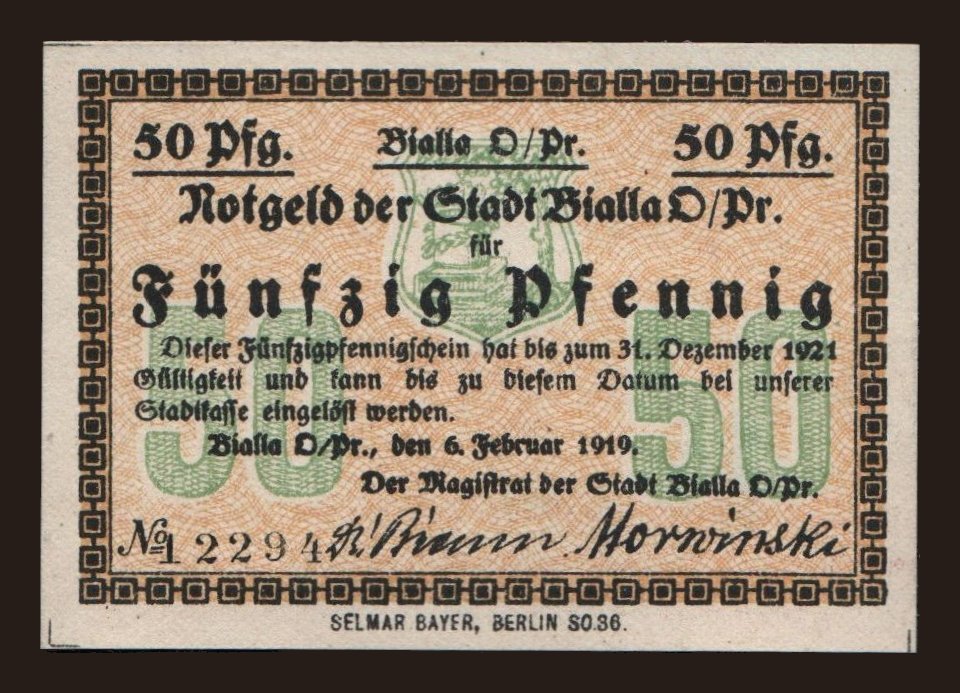 50 Pfg. Bialla O/Pr. 50 Pfg.
Notgeld der Stadt Bialla O/Pr.
für
Fünfzig Pfennig
50 50
Dieser Fünfzigpfennigschein hat bis zum 31. Dezember 1921
Gültigkeit und kann bis zu diesem Datum bei unserer
Stadtkasse eingelöst werden.
Bialla O/Pr., den 6. Februar 1919.
Der Magistrat der Stadt Bialla O/Pr.
№ 12294 Morwinski
SELMAR BAYER, BERLIN SO.36.